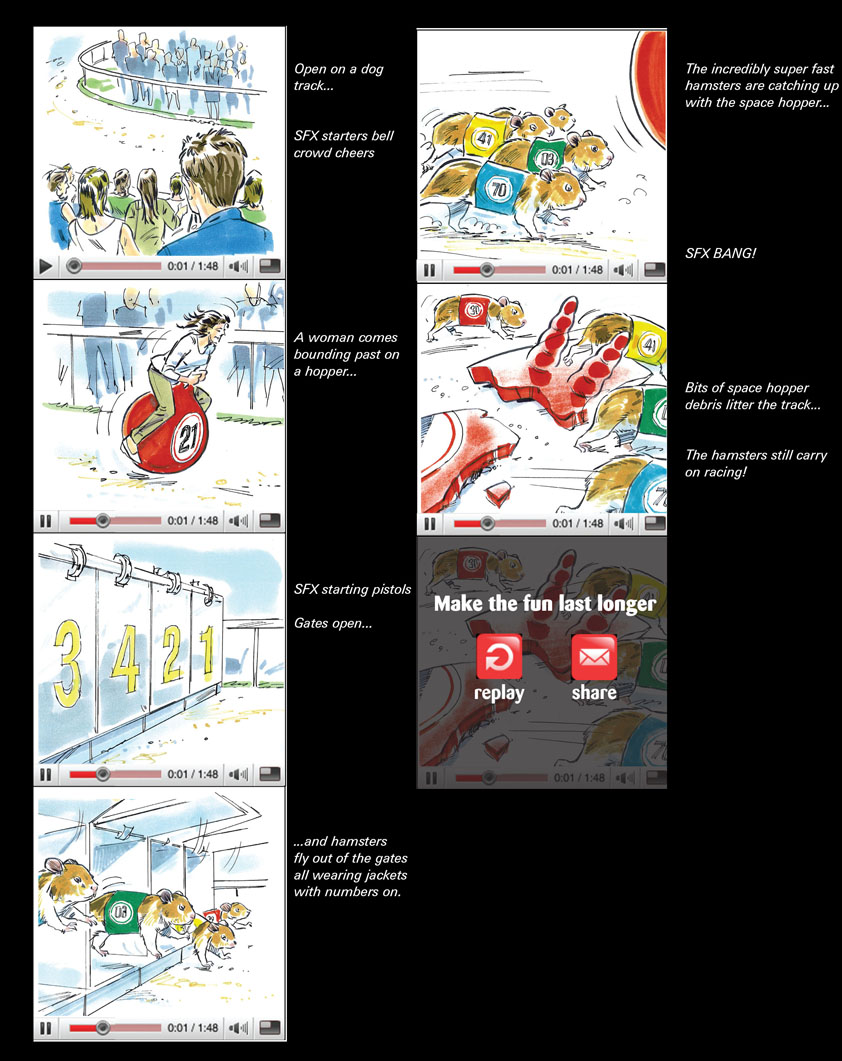 Open on a dog
track...
SFX starters bell
crowd cheers
0:01 / 1:48
21
A woman comes
bounding past on
a hopper...
0:01 / 1:48
3 4 2 1
SFX starting pistols
Gates open...
0:01 / 1:48
03
...and hamsters
fly out of the gates
all wearing jackets
with numbers on.
0:01 / 1:48
41
03
70
The incredibly super fast
hamsters are catching up
with the space hopper...
SFX BANG!
0:01 / 1:48
41
Bits of space hopper
debris litter the track...
The hamsters still carry
on racing!
0:01 / 1:48
Make the fun last longer
replay
share
0:01 / 1:48